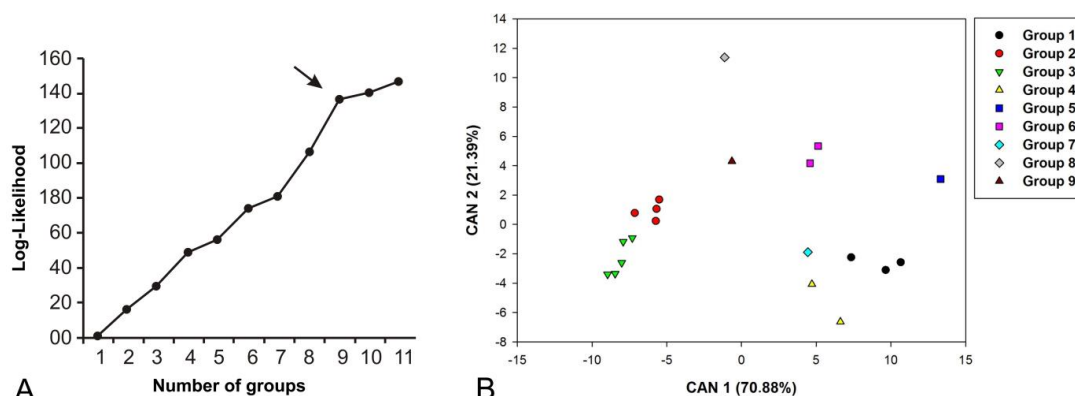 160
140
120
100
180
60
40
120
00
Log-Likelihood
1 2 3 4 5 6 7 8 9 10 11
Number of groups
A
14
12
10
8
6
4
2
0
-2
-4
-6
-8
CAN 2 (21.39%)
-15 -10 -5 0 5 10 15
CAN 1 (70.88%)
B
Group 1
Group 2
Group 3
Group 4
Group 5
Group 6
Group 7
Group 8
Group 9